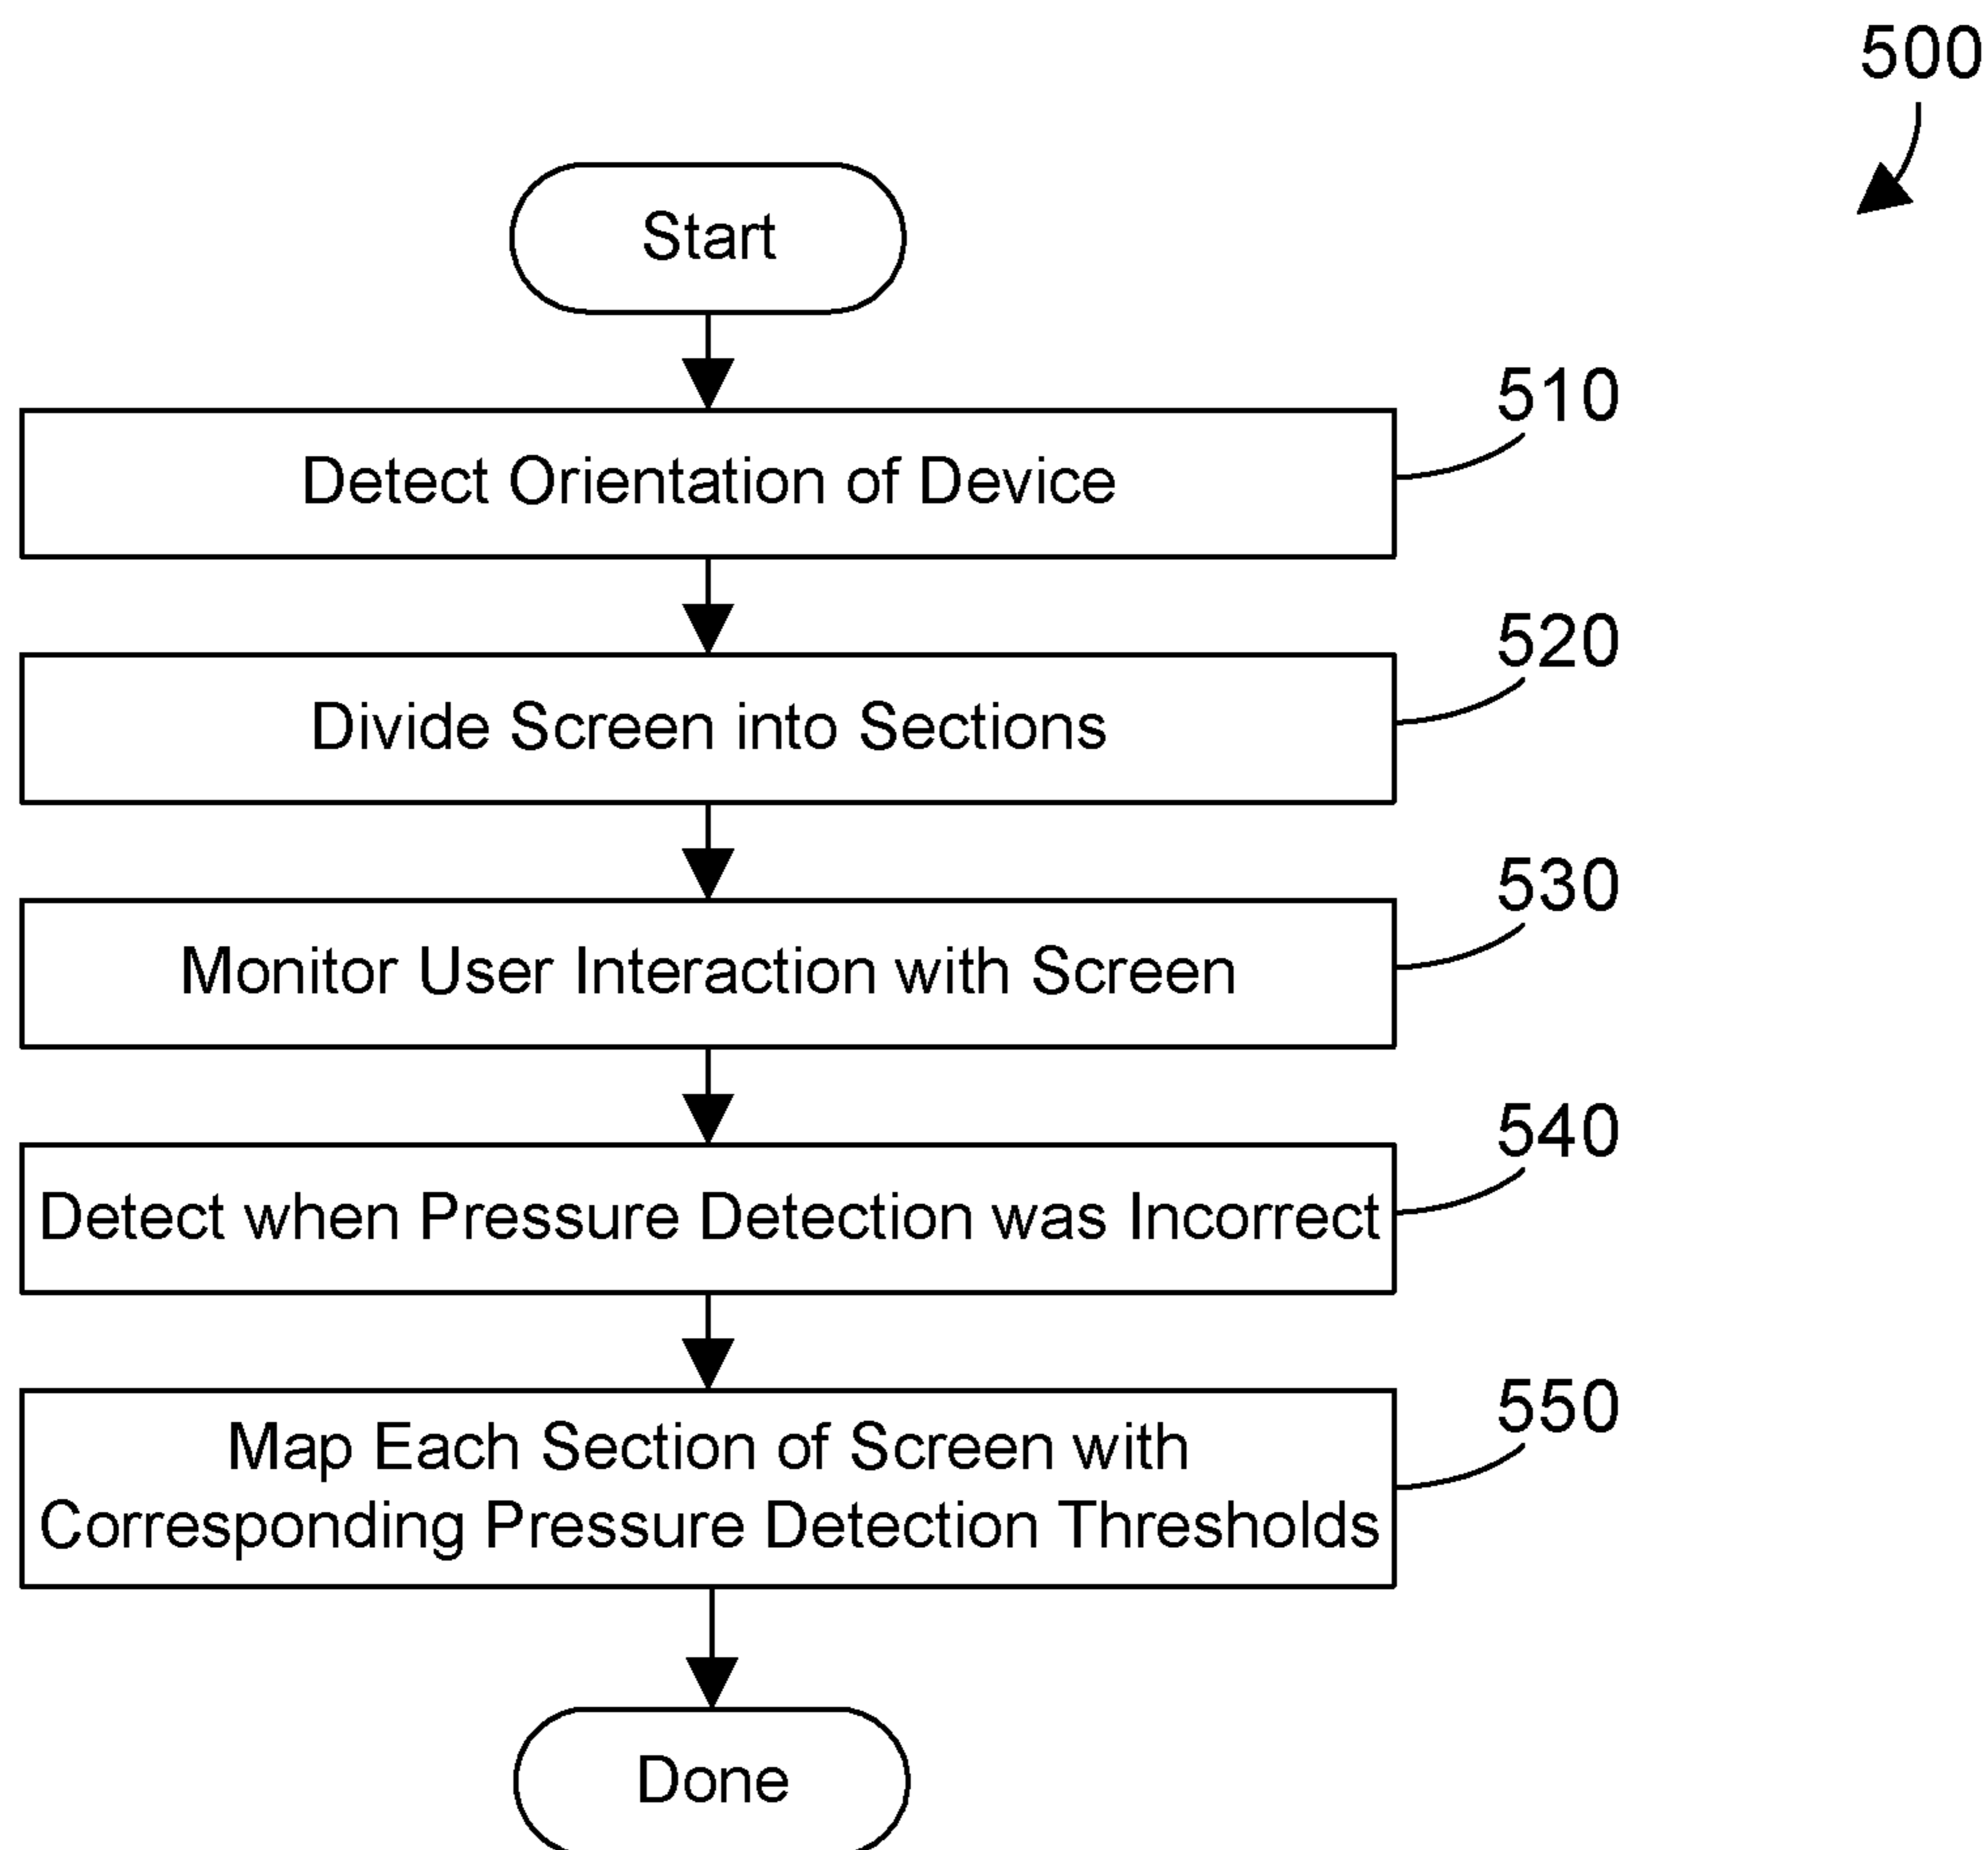 500
Start
510
Detect Orientation of Device
520
Divide Screen into Sections
530
Monitor User Interaction with Screen
540
Detect when Pressure Detection was Incorrect
550
Map Each Section of Screen with
Corresponding Pressure Detection Thresholds
Done